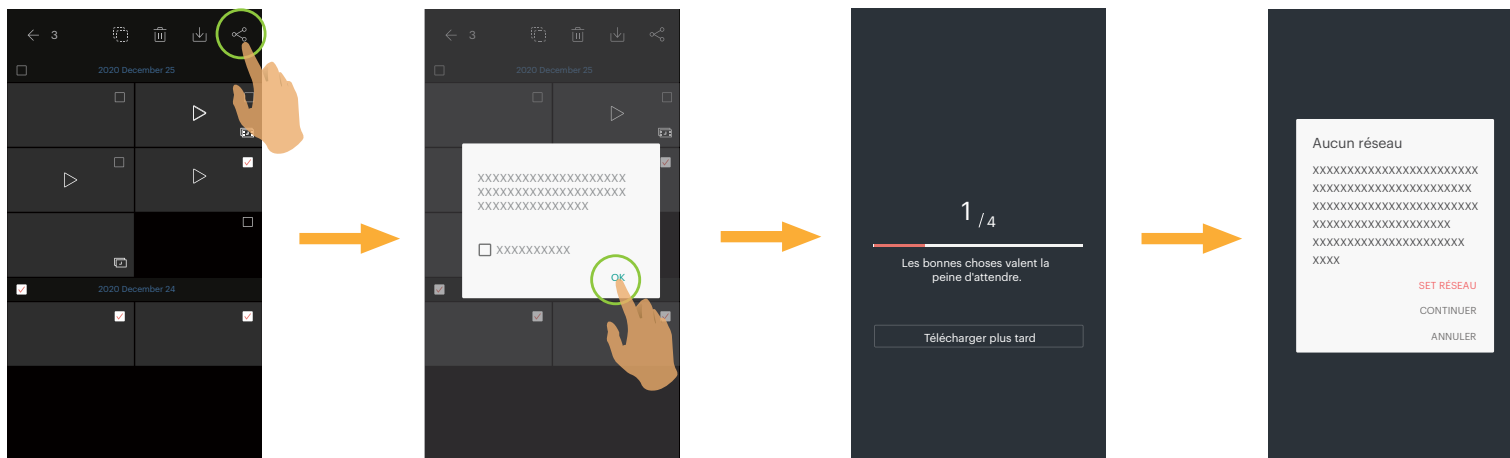 3
2020 December 25
2020 December 24
3
2020 December 25
XXXXXXXXXXXXXXXXXXXX
XXXXXXXXXXXXXXXXXXXX
XXXXXXXXXXXXXXX
XXXXXXXXXX
OK
1 / 4
Les bonnes choses valent la
peine d'attendre.
Télécharger plus tard
Aucun réseau
XXXXXXXXXXXXXXXXXXXXXXXX
XXXXXXXXXXXXXXXXXXXXXXX
XXXXXXXXXXXXXXXXXXXXXXXX
XXXXXXXXXXXXXXXXXXXX
XXXXXXXXXXXXXXXXXXXXXX
XXXX
SET RÉSEAU
CONTINUER
ANNULER